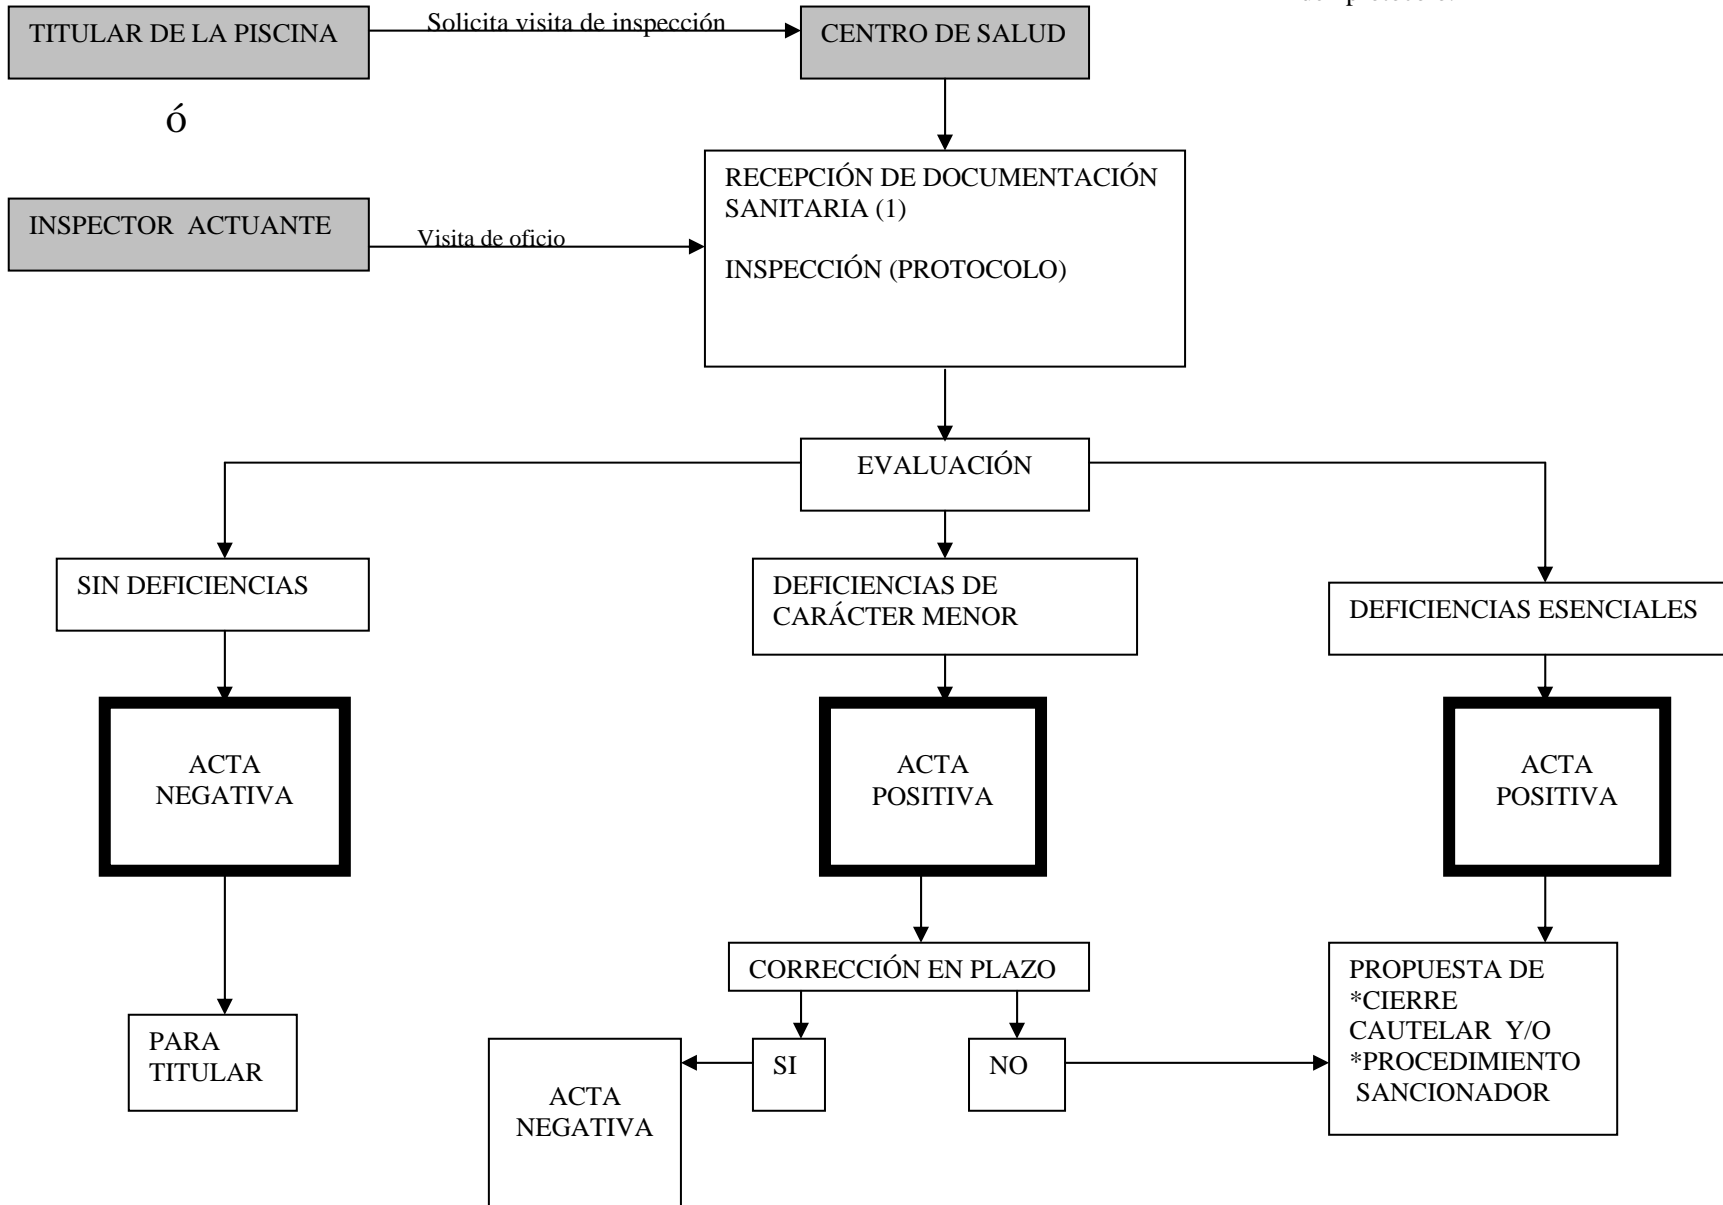 TITULAR DE LA PISCINA
Solicita visita de inspección
CENTRO DE SALUD
ó
INSPECTOR ACTUANTE
Visita de oficio
RECEPCIÓN DE DOCUMENTACIÓN
SANITARIA (1)
INSPECCIÓN (PROTOCOLO)
EVALUACIÓN
SIN DEFICIENCIAS
DEFICIENCIAS DE
CARÁCTER MENOR
DEFICIENCIAS ESENCIALES
ACTA
NEGATIVA
ACTA
POSITIVA
ACTA
POSITIVA
CORRECCIÓN EN PLAZO
PARA
TITULAR
SI
NO
ACTA
NEGATIVA
PROPUESTA DE
*CIERRE
CAUTELAR Y/O
*PROCEDIMIENTO
SANCIONADOR